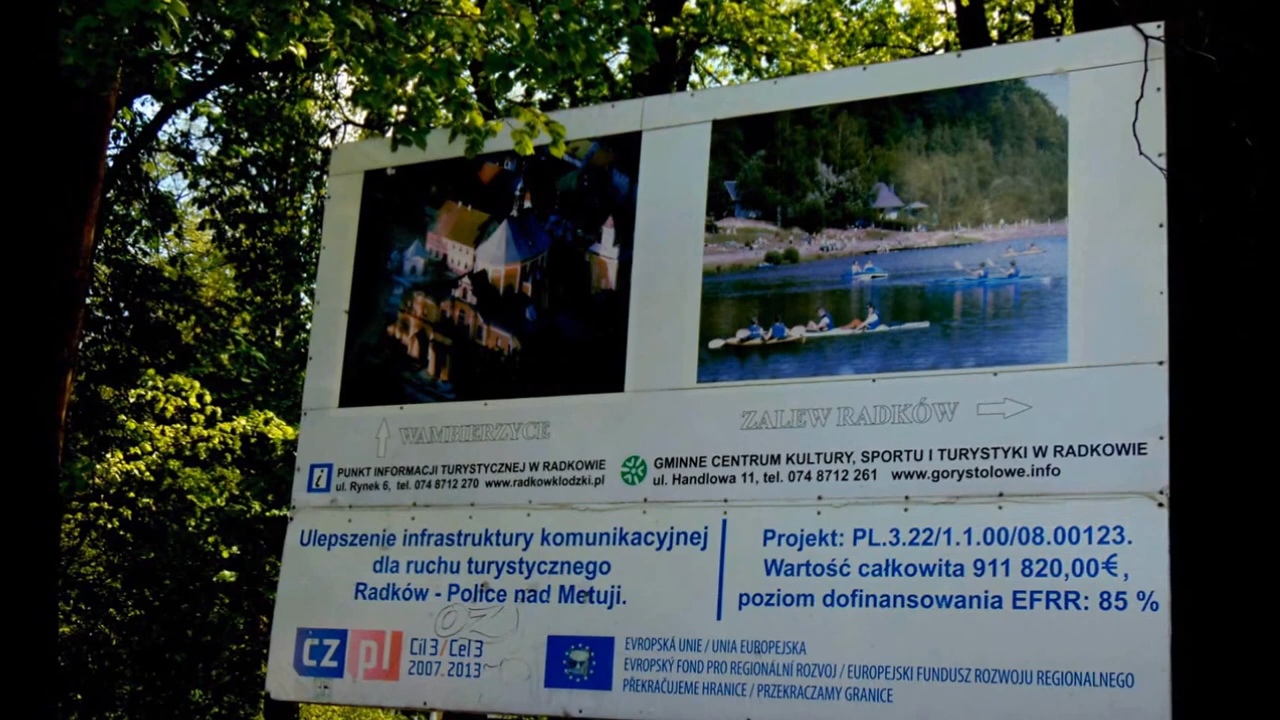 WAMBIERZYCE
ZALEW RADKÓW
i PUNKT INFORMACJI TURYSTYCZNEJ W RADKOWIE
ul. Rynek 6, tel. 074 8712 270 www.radkowklodzki.pl
GMINNE CENTRUM KULTURY, SPORTU I TURYSTYKI W RADKOWIE
ul. Handlowa 11, tel. 074 8712 261 www.gorystolowe.info
Ulepszenie infrastruktury komunikacyjnej
dla ruchu turystycznego
Radków - Police nad Metuji.
Projekt: PL.3.22/1.1.00/08.00123.
Wartość całkowita 911 820,00€,
poziom dofinansowania EFRR: 85 %
CZ pl
Cíl 3/Cel 3
2007.2013
EVROPSKÁ UNIE / UNIA EUROPEJSKA
EVROPSKÝ FOND PRO REGIONÁLNÍ ROZVOJ / EUROPEJSKI FUNDUSZ ROZWOJU REGIONALNEGO
PŘEKRAČUJEME HRANICE / PRZEKRACZAMY GRANICE